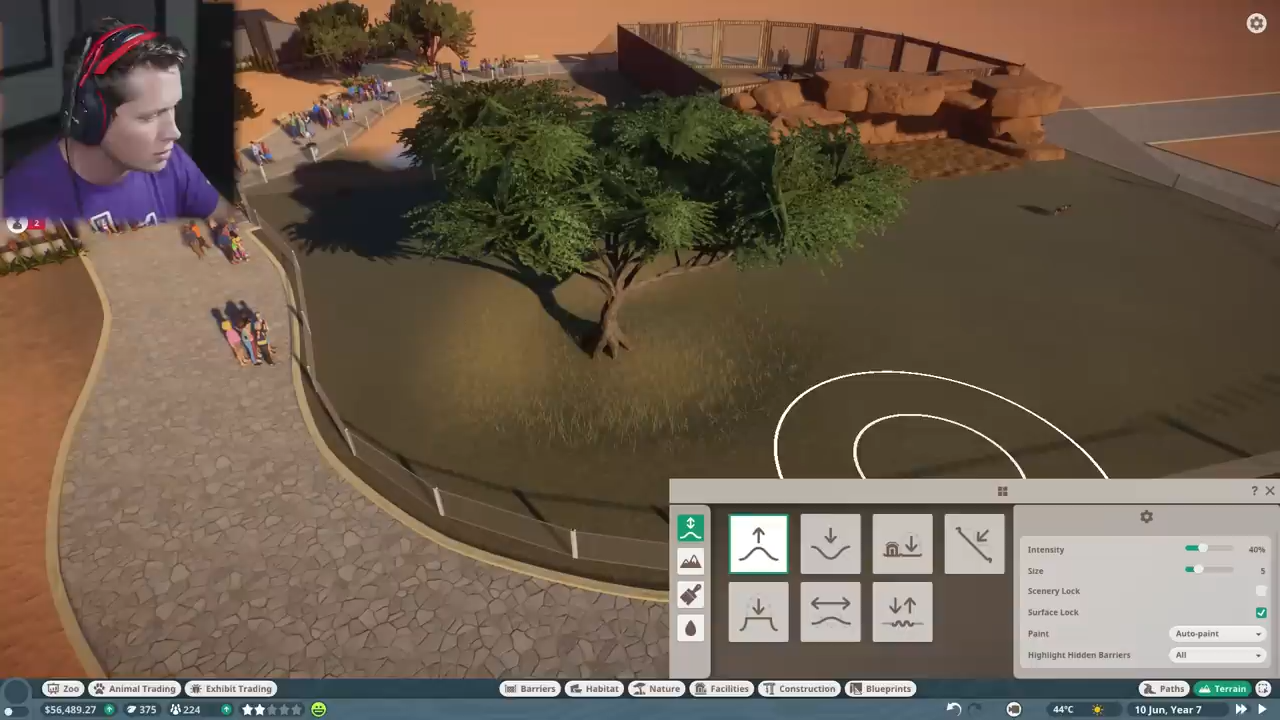 2
? ×
Intensity 40%
Size 5
Scenery Lock
Surface Lock
Paint Auto-paint
Highlight Hidden Barriers All
Zoo Animal Trading Exhibit Trading Barriers Habitat Nature Facilities Construction Blueprints Paths Terrain
$56,489.27 375 224 44°C 10 Jun, Year 7